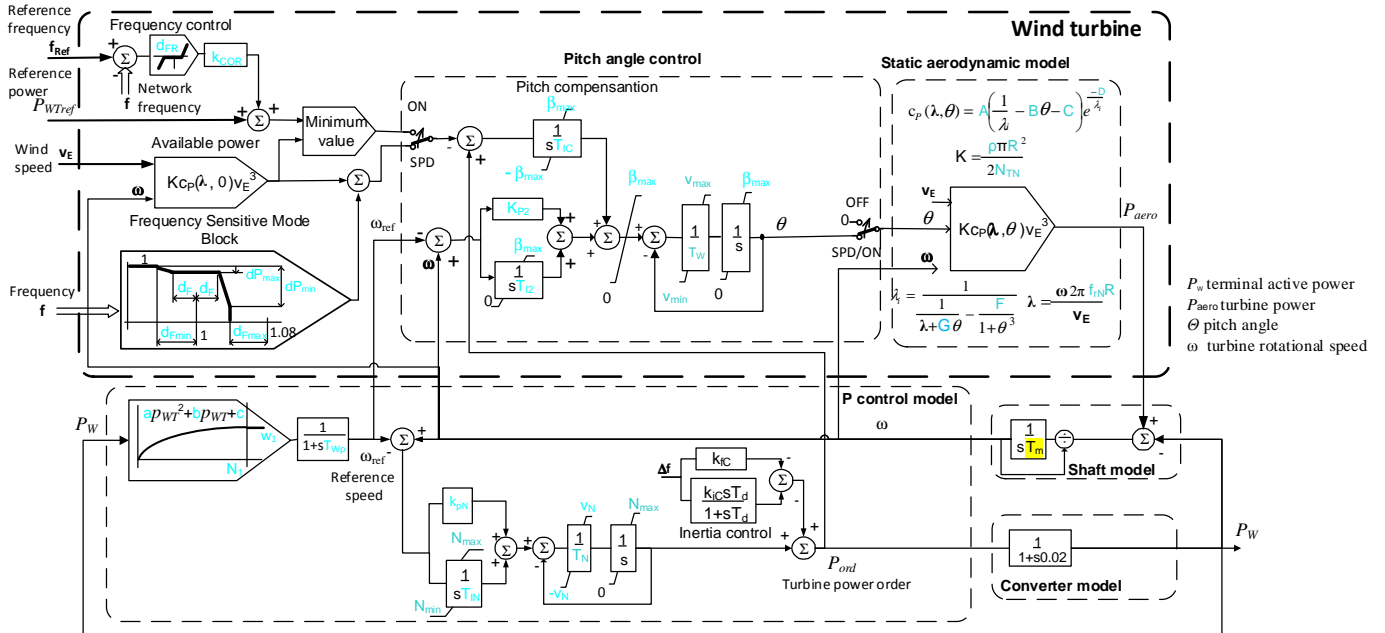 Wind turbine
Reference
frequency
f_Ref
Frequency control
+
Σ
-
f
d_FR
k_COR
Network
frequency
Reference
power
P_WTref
+
+
Σ
Minimum
value
Wind
speed
v_E
ω
Available power
Kc_P(λ, 0)v_E^3
Σ
Frequency Sensitive Mode
Block
1
d_F
d_F
dP_max
dP_min
d_Fmin
1
d_Fmax
1.08
Frequency
f
Pitch angle control
Pitch compensantion
ON
SPD
-
Σ
+
β_max
1
sT_IC
- β_max
ω_ref
-
Σ
ω
+
K_P2
β_max
1
sT_I2
0
+
Σ
+
+
Σ
+
β_max
0
+
Σ
-
v_max
1
T_W
v_min
β_max
1
s
0
θ
OFF
0
SPD/ON
Static aerodynamic model
c_P(λ,θ) = A(1/λ_i − Bθ − C)e^(-D/λ_i)
K = ρπR^2 / 2N_TN
v_E
θ
ω
Kc_P(λ,θ)v_E^3
P_aero
λ_i = 1 / (1/(λ+Gθ) − F/(1+θ^3))
λ = ω2π f_rN R / v_E
P_w terminal active power
P_aero turbine power
Θ pitch angle
ω turbine rotational speed
P control model
P_W
ap_WT^2+bp_WT+c
w_1
N_1
1
1+sT_Wp
ω_ref
-
Σ
+
Reference
speed
k_pN
N_max
1
sT_IN
N_min
+
Σ
+
+
Σ
-
v_N
1
T_N
-v_N
N_max
1
s
0
Δf
k_fC
k_iC sT_d
1+sT_d
Inertia control
-
Σ
-
+
+
Σ
P_ord
Turbine power order
ω
1
sT_m
÷
Σ
+
-
Shaft model
1
1+s0.02
Converter model
P_W